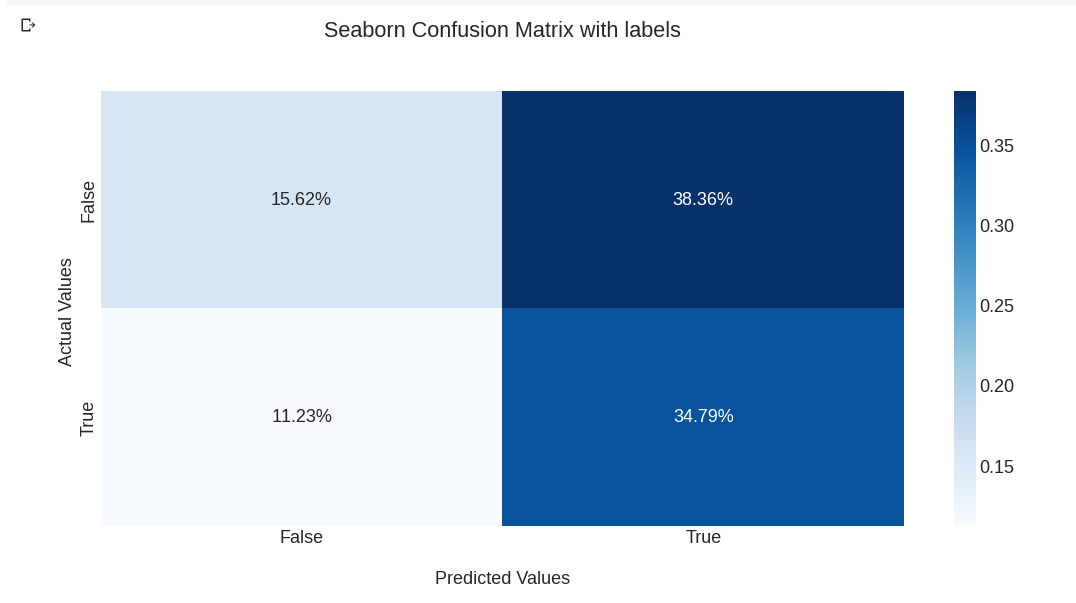 Seaborn Confusion Matrix with labels
Actual Values
False
True
15.62%
38.36%
11.23%
34.79%
False
True
Predicted Values
0.35
0.30
0.25
0.20
0.15